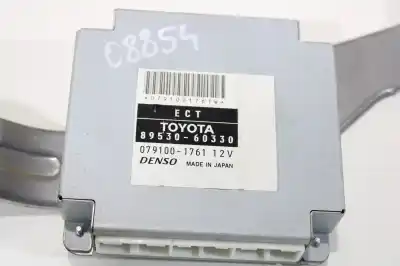 C8854
ECT
TOYOTA
89530-60330
079100-1761 12V
DENSO MADE IN JAPAN